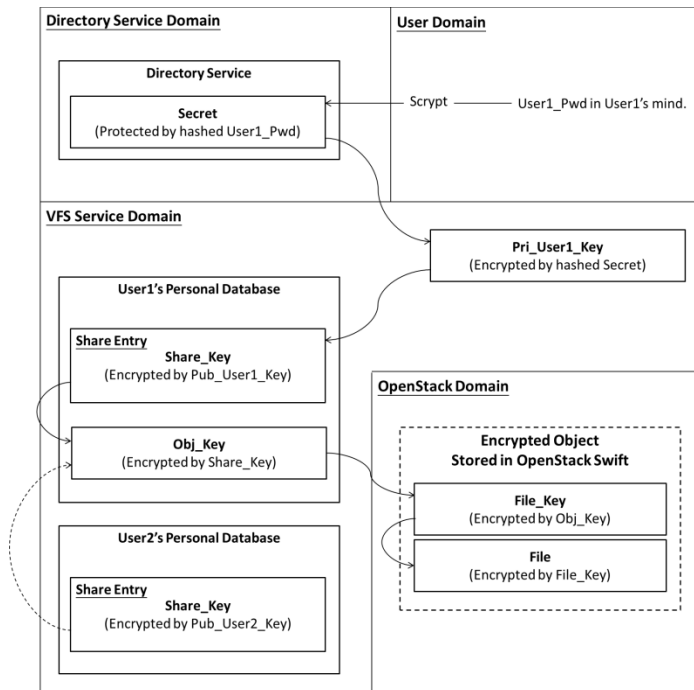 Directory Service Domain
User Domain
Directory Service
Secret
(Protected by hashed User1_Pwd)
Scrypt
User1_Pwd in User1's mind.
VFS Service Domain
Pri_User1_Key
(Encrypted by hashed Secret)
User1's Personal Database
Share Entry
Share_Key
(Encrypted by Pub_User1_Key)
Obj_Key
(Encrypted by Share_Key)
OpenStack Domain
Encrypted Object
Stored in OpenStack Swift
File_Key
(Encrypted by Obj_Key)
File
(Encrypted by File_Key)
User2's Personal Database
Share Entry
Share_Key
(Encrypted by Pub_User2_Key)